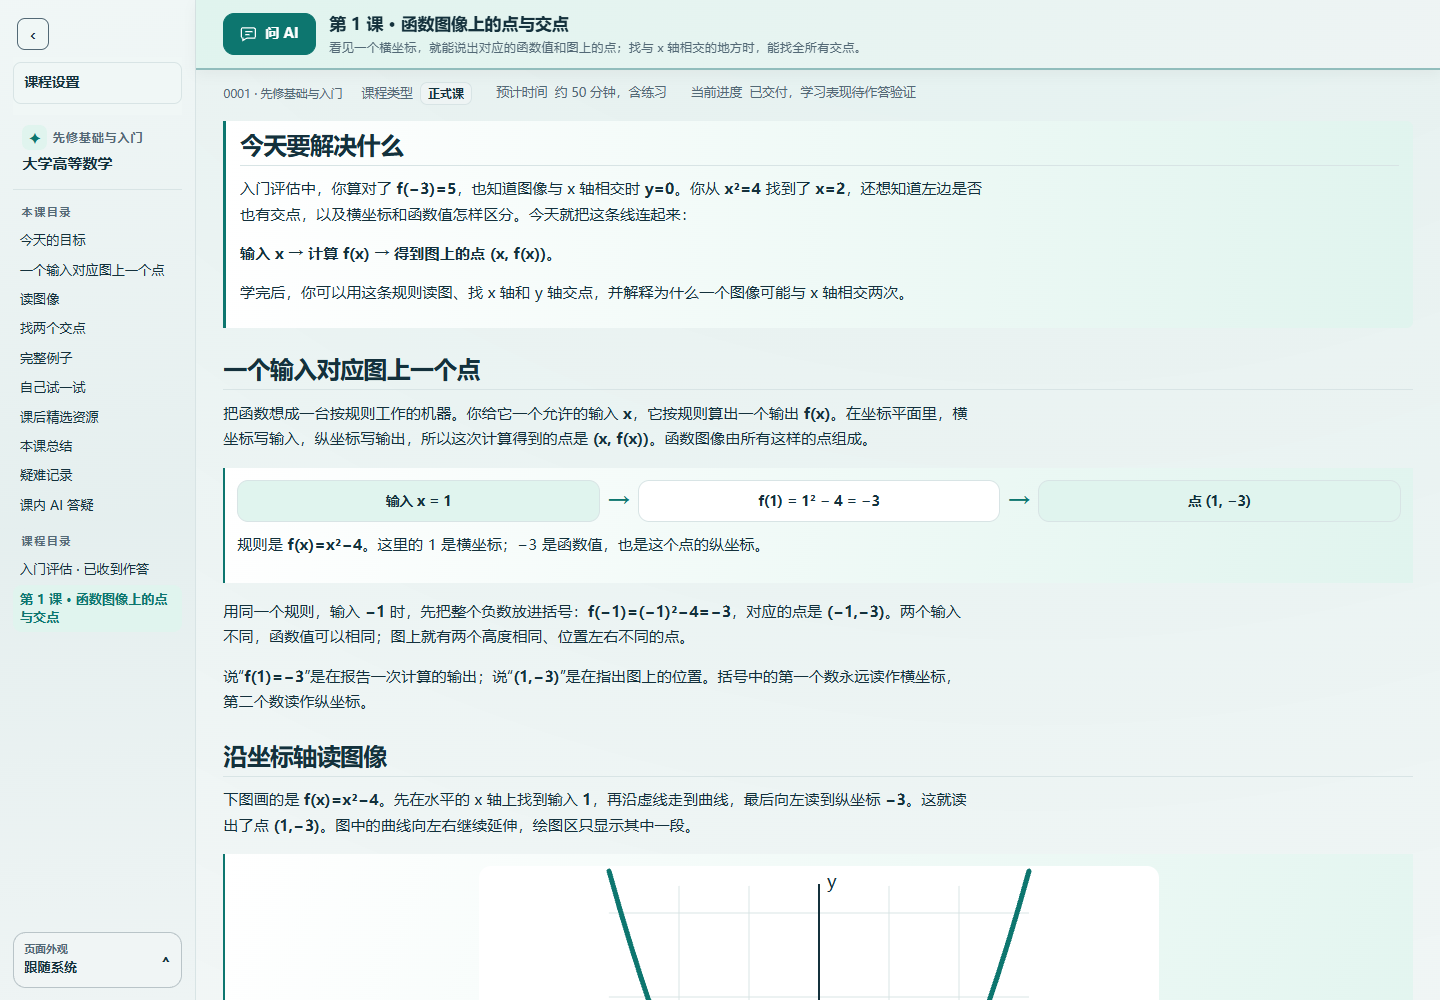 ‹
课程设置
✦ 先修基础与入门
大学高等数学
本课目录
今天的目标
一个输入对应图上一个点
读图像
找两个交点
完整例子
自己试一试
课后精选资源
本课总结
疑难记录
课内 AI 答疑
课程目录
入门评估 · 已收到作答
第 1 课 • 函数图像上的点
与交点
页面外观
跟随系统
问 AI
第 1 课 • 函数图像上的点与交点
看见一个横坐标，就能说出对应的函数值和图上的点；找与 x 轴相交的地方时，能找全所有交点。
0001 · 先修基础与入门 课程类型 正式课 预计时间 约 50 分钟，含练习 当前进度 已交付，学习表现待作答验证
今天要解决什么
入门评估中，你算对了 f(−3)=5，也知道图像与 x 轴相交时 y=0。你从 x²=4 找到了 x=2，还想知道左边是否
也有交点，以及横坐标和函数值怎样区分。今天就把这条线连起来：
输入 x → 计算 f(x) → 得到图上的点 (x, f(x))。
学完后，你可以用这条规则读图、找 x 轴和 y 轴交点，并解释为什么一个图像可能与 x 轴相交两次。
一个输入对应图上一个点
把函数想成一台按规则工作的机器。你给它一个允许的输入 x，它按规则算出一个输出 f(x)。在坐标平面里，横
坐标写输入，纵坐标写输出，所以这次计算得到的点是 (x, f(x))。函数图像由所有这样的点组成。
输入 x = 1 → f(1) = 1² − 4 = −3 → 点 (1, −3)
规则是 f(x)=x²−4。这里的 1 是横坐标；−3 是函数值，也是这个点的纵坐标。
用同一个规则，输入 −1 时，先把整个负数放进括号：f(−1)=(−1)²−4=−3，对应的点是 (−1,−3)。两个输入
不同，函数值可以相同；图上就有两个高度相同、位置左右不同的点。
说“f(1)=−3”是在报告一次计算的输出；说“(1,−3)”是在指出图上的位置。括号中的第一个数永远读作横坐标，
第二个数读作纵坐标。
沿坐标轴读图像
下图画的是 f(x)=x²−4。先在水平的 x 轴上找到输入 1，再沿虚线走到曲线，最后向左读到纵坐标 −3。这就读
出了点 (1,−3)。图中的曲线向左右继续延伸，绘图区只显示其中一段。
y